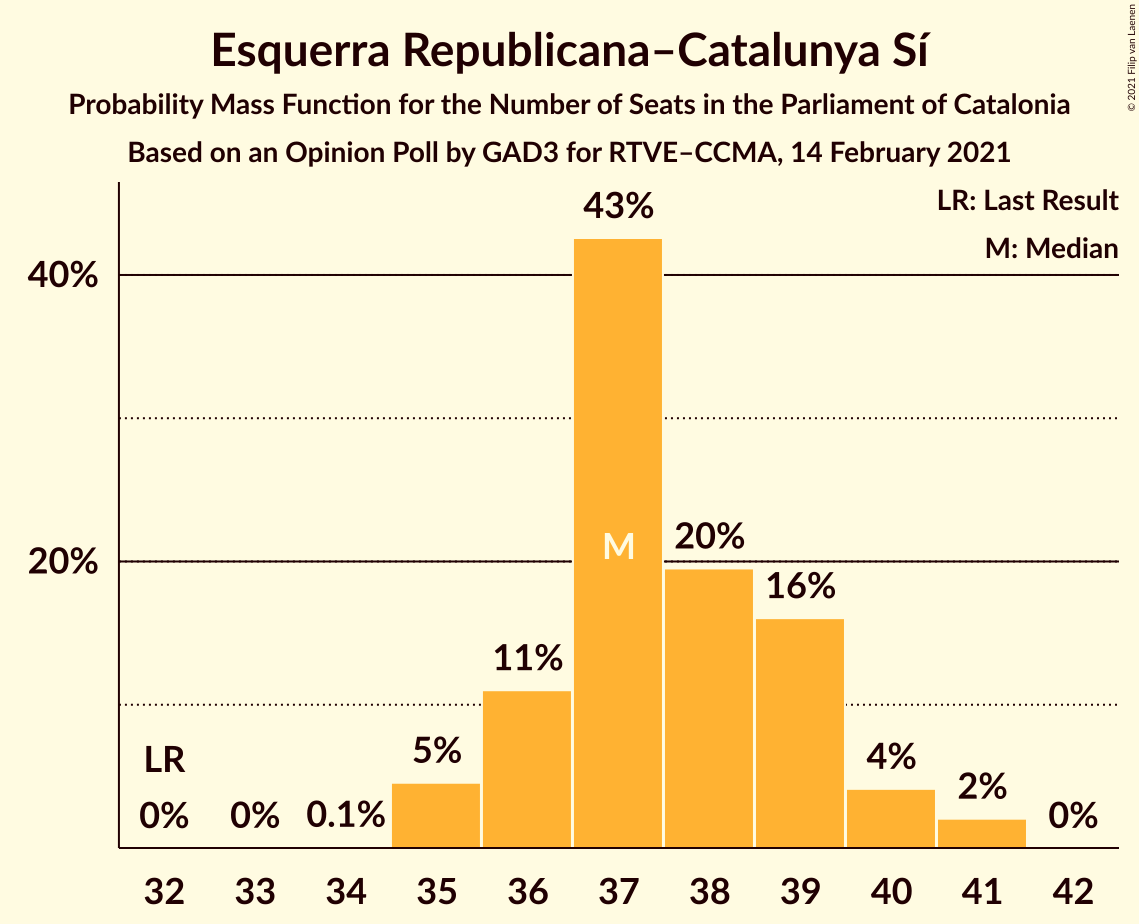 Esquerra Republicana–Catalunya Sí
Probability Mass Function for the Number of Seats in the Parliament of Catalonia
Based on an Opinion Poll by GAD3 for RTVE–CCMA, 14 February 2021
© 2021 Filip van Laenen
LR: Last Result
M: Median
43%
40%
M
20%
20%
16%
11%
5%
LR
4%
2%
0%
0%
0.1%
0%
32 33 34 35 36 37 38 39 40 41 42